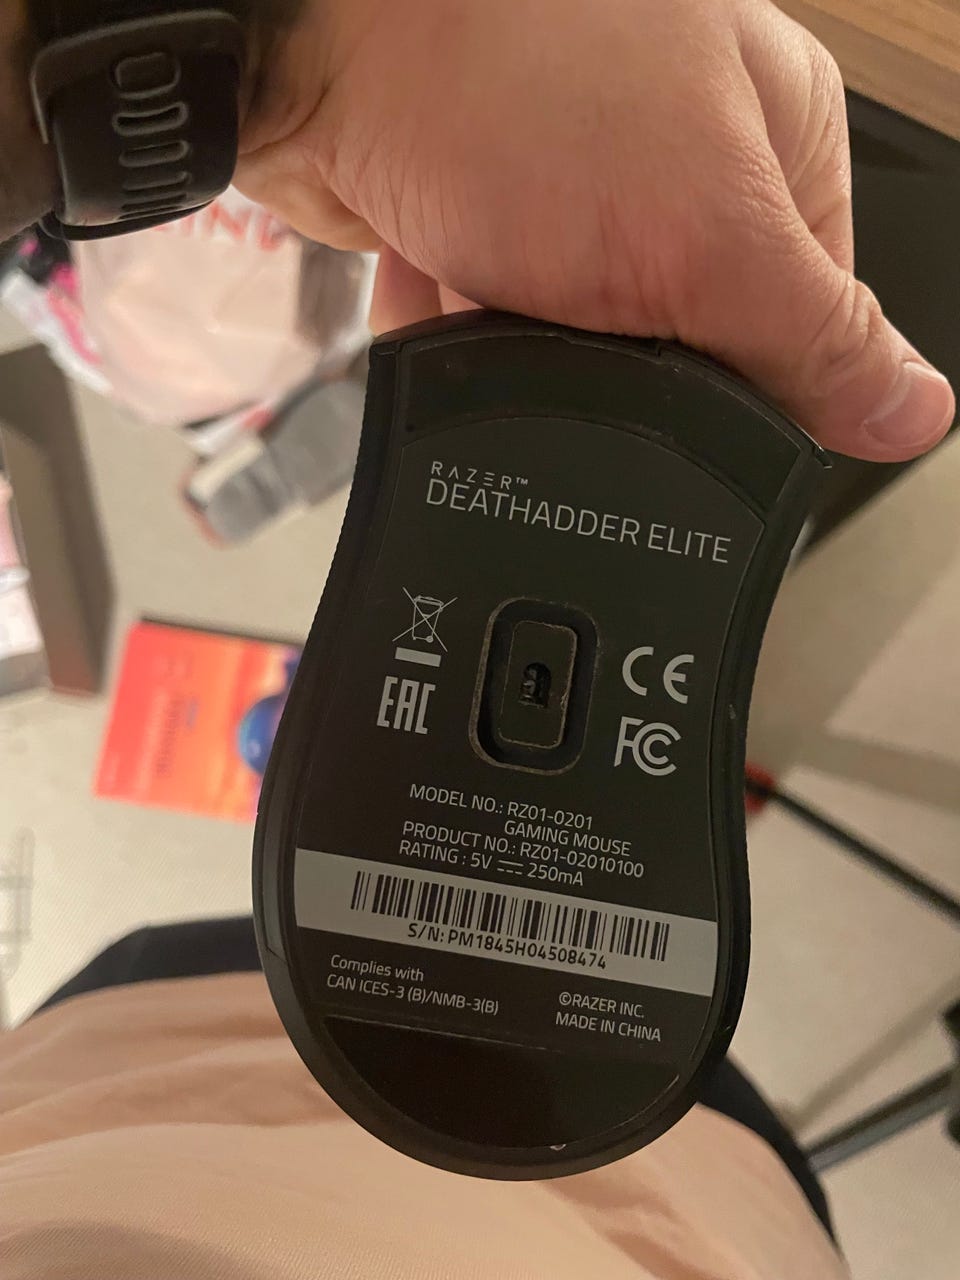 RAZER™
DEATHADDER ELITE
EAC
CE
FC
MODEL NO.: RZ01-0201
GAMING MOUSE
PRODUCT NO.: RZ01-02010100
RATING : 5V ⎓ 250mA
S/N: PM1845H04508474
Complies with
CAN ICES-3 (B)/NMB-3(B)
©RAZER INC.
MADE IN CHINA